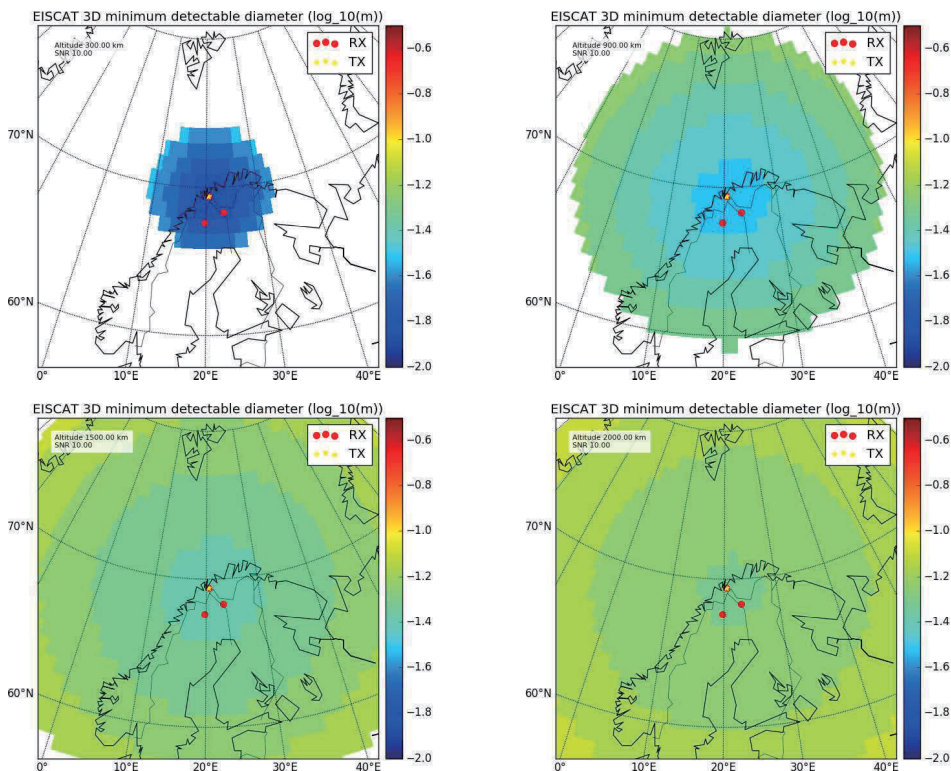 EISCAT 3D minimum detectable diameter (log_10(m))
Altitude 300.00 km
SNR 10.00
RX
TX
70°N
60°N
0°
10°E
20°E
30°E
40°E
−0.6
−0.8
−1.0
−1.2
−1.4
−1.6
−1.8
−2.0
EISCAT 3D minimum detectable diameter (log_10(m))
Altitude 900.00 km
SNR 10.00
RX
TX
70°N
60°N
0°
10°E
20°E
30°E
40°E
−0.6
−0.8
−1.0
−1.2
−1.4
−1.6
−1.8
−2.0
EISCAT 3D minimum detectable diameter (log_10(m))
Altitude 1500.00 km
SNR 10.00
RX
TX
70°N
60°N
0°
10°E
20°E
30°E
40°E
−0.6
−0.8
−1.0
−1.2
−1.4
−1.6
−1.8
−2.0
EISCAT 3D minimum detectable diameter (log_10(m))
Altitude 2000.00 km
SNR 10.00
RX
TX
70°N
60°N
0°
10°E
20°E
30°E
40°E
−0.6
−0.8
−1.0
−1.2
−1.4
−1.6
−1.8
−2.0